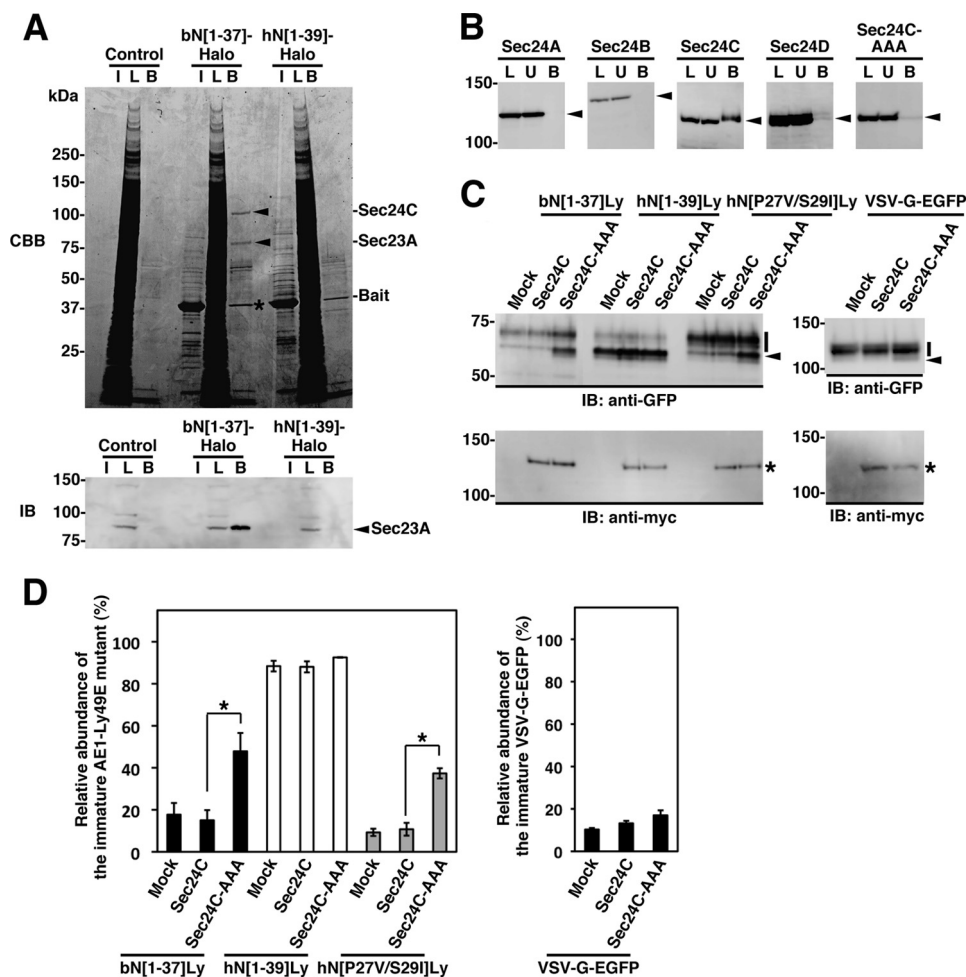 A
Control
bN[1-37]-
Halo
hN[1-39]-
Halo
I L B I L B I L B
kDa
250
150
100
75
50
37
25
CBB
Sec24C
Sec23A
Bait
*
Control
bN[1-37]-
Halo
hN[1-39]-
Halo
I L B I L B I L B
IB
150
100
75
Sec23A
B
Sec24A Sec24B Sec24C Sec24D Sec24C-
AAA
L U B L U B L U B L U B L U B
150
100
C
bN[1-37]Ly hN[1-39]Ly hN[P27V/S29I]Ly VSV-G-EGFP
Mock Sec24C Sec24C-AAA Mock Sec24C Sec24C-AAA Mock Sec24C Sec24C-AAA
Mock Sec24C Sec24C-AAA
75
50
IB: anti-GFP
150
100
IB: anti-GFP
150
100
*
IB: anti-myc
150
100
*
IB: anti-myc
D
Relative abundance of
the immature AE1-Ly49E mutant (%)
100
80
60
40
20
0
* *
Mock Sec24C Sec24C-AAA Mock Sec24C Sec24C-AAA Mock Sec24C Sec24C-AAA
bN[1-37]Ly hN[1-39]Ly hN[P27V/S29I]Ly
Relative abundance of
the immature VSV-G-EGFP (%)
100
80
60
40
20
0
Mock Sec24C Sec24C-AAA
VSV-G-EGFP